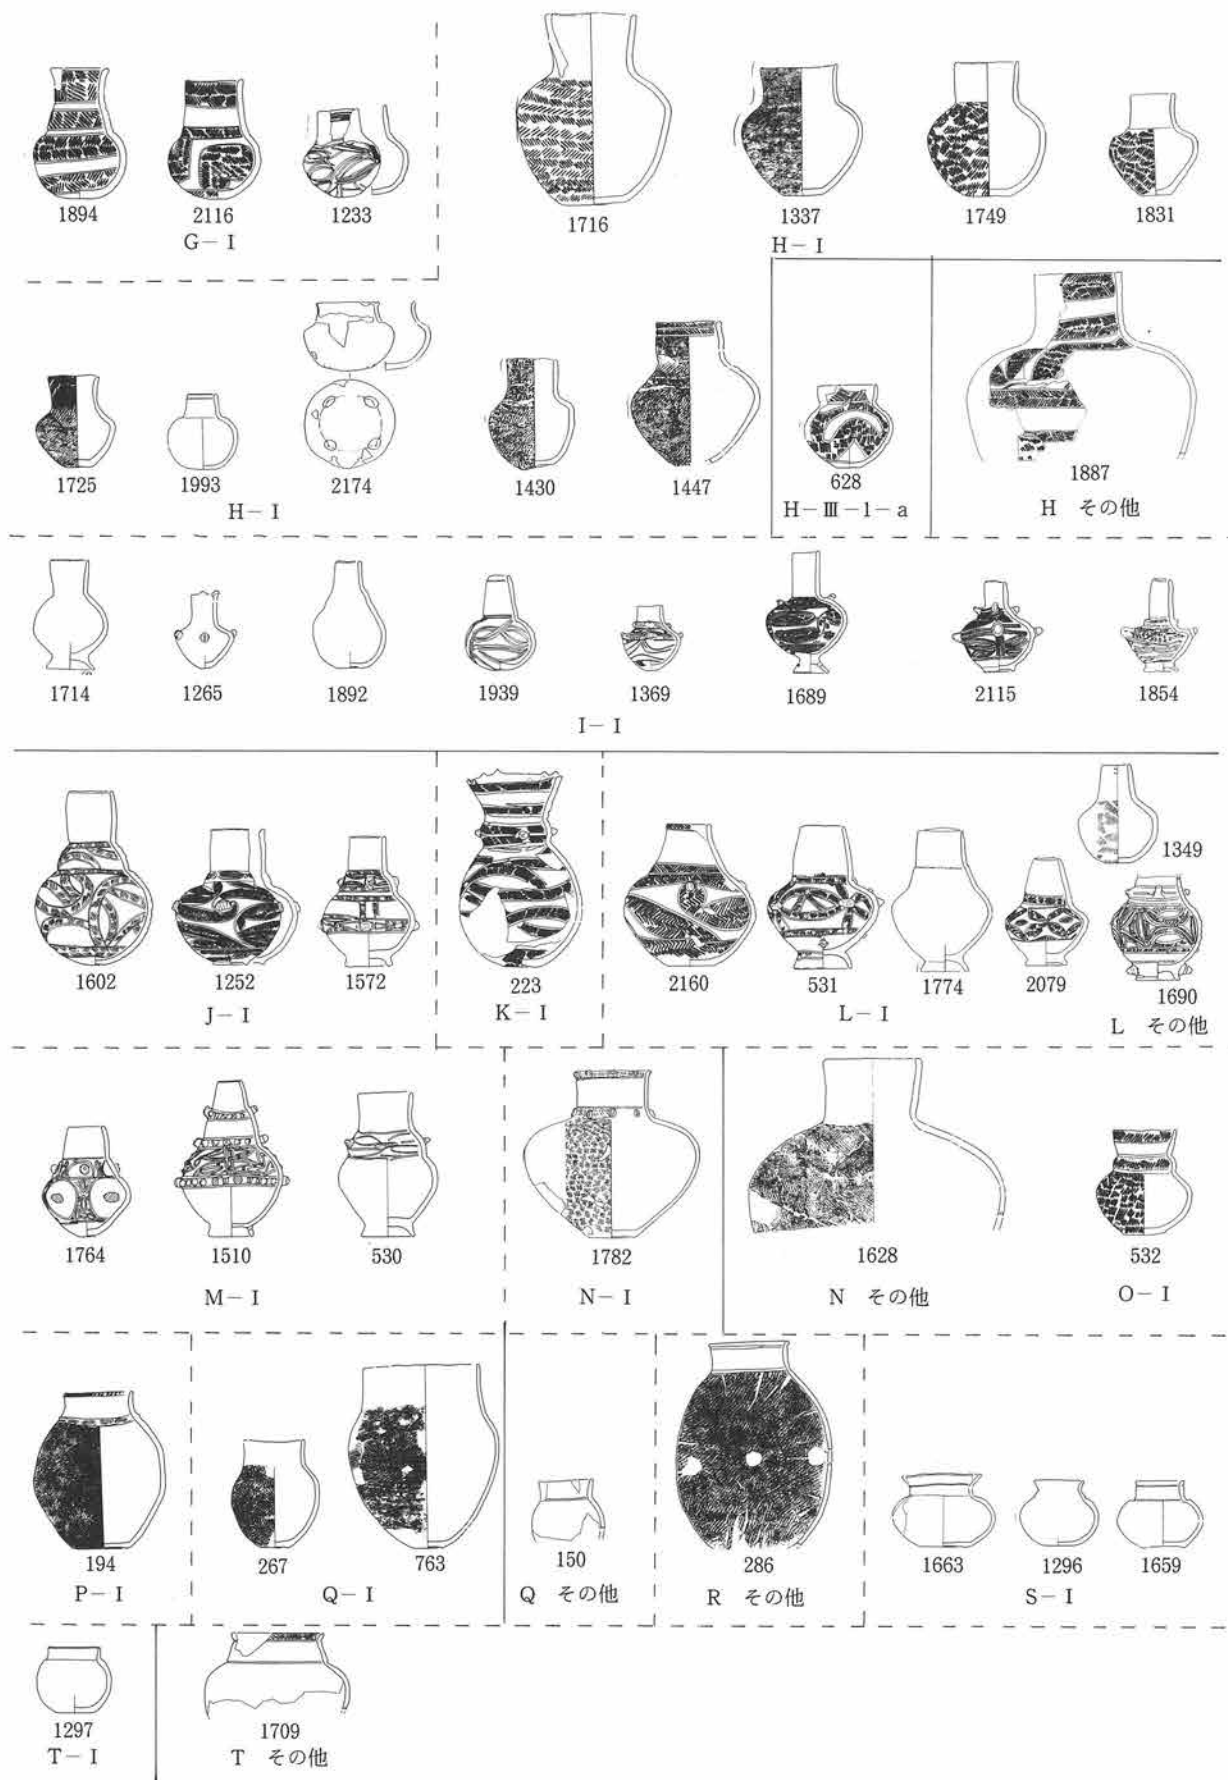 1894 2116 1233
G－Ⅰ
1716 1337 1749 1831
H－Ⅰ
1725 1993 2174 1430 1447
H－Ⅰ
628
H－Ⅲ－1－a
1887
H その他
1714 1265 1892 1939 1369 1689 2115 1854
I－Ⅰ
1602 1252 1572
J－Ⅰ
223
K－Ⅰ
1349
2160 531 1774 2079
L－Ⅰ
1690
L その他
1764 1510 530
M－Ⅰ
1782
N－Ⅰ
1628
N その他
532
O－Ⅰ
194
P－Ⅰ
267 763
Q－Ⅰ
150
Q その他
286
R その他
1663 1296 1659
S－Ⅰ
1297
T－Ⅰ
1709
T その他